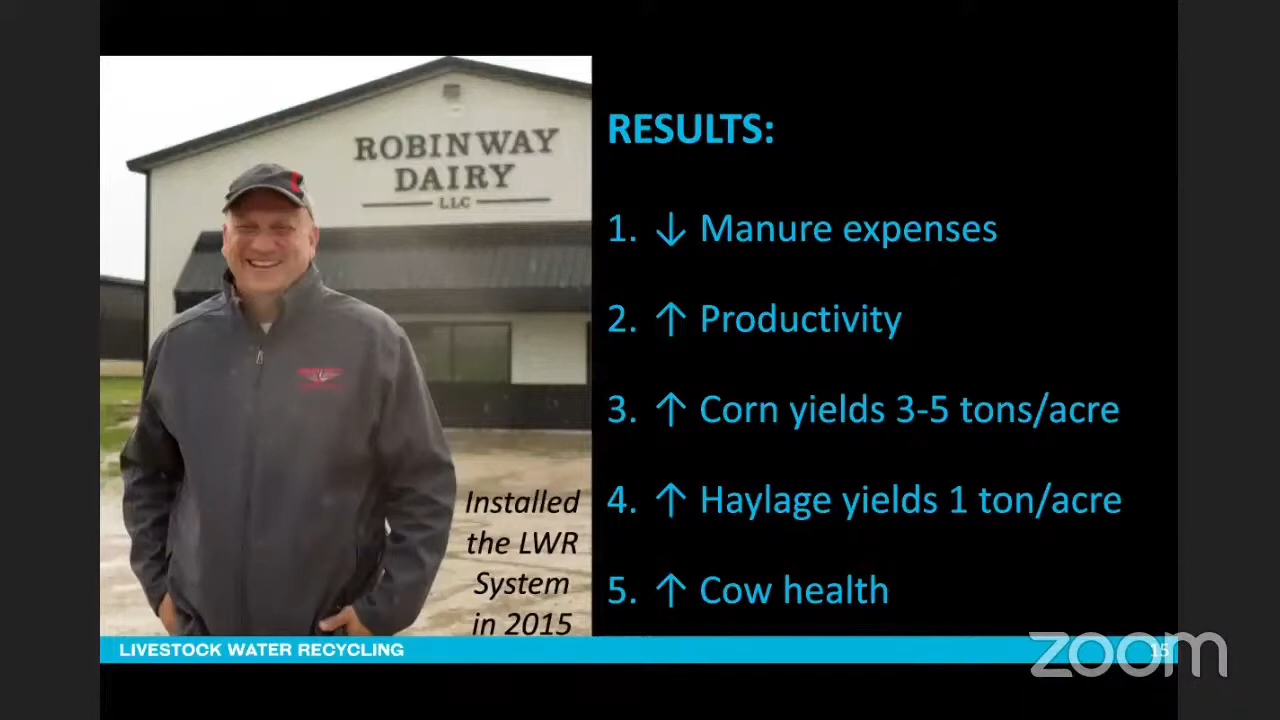 ROBINWAY
DAIRY
LLC
Installed
the LWR
System
in 2015
RESULTS:
1. ↓ Manure expenses
2. ↑ Productivity
3. ↑ Corn yields 3-5 tons/acre
4. ↑ Haylage yields 1 ton/acre
5. ↑ Cow health
LIVESTOCK WATER RECYCLING
15
zoom